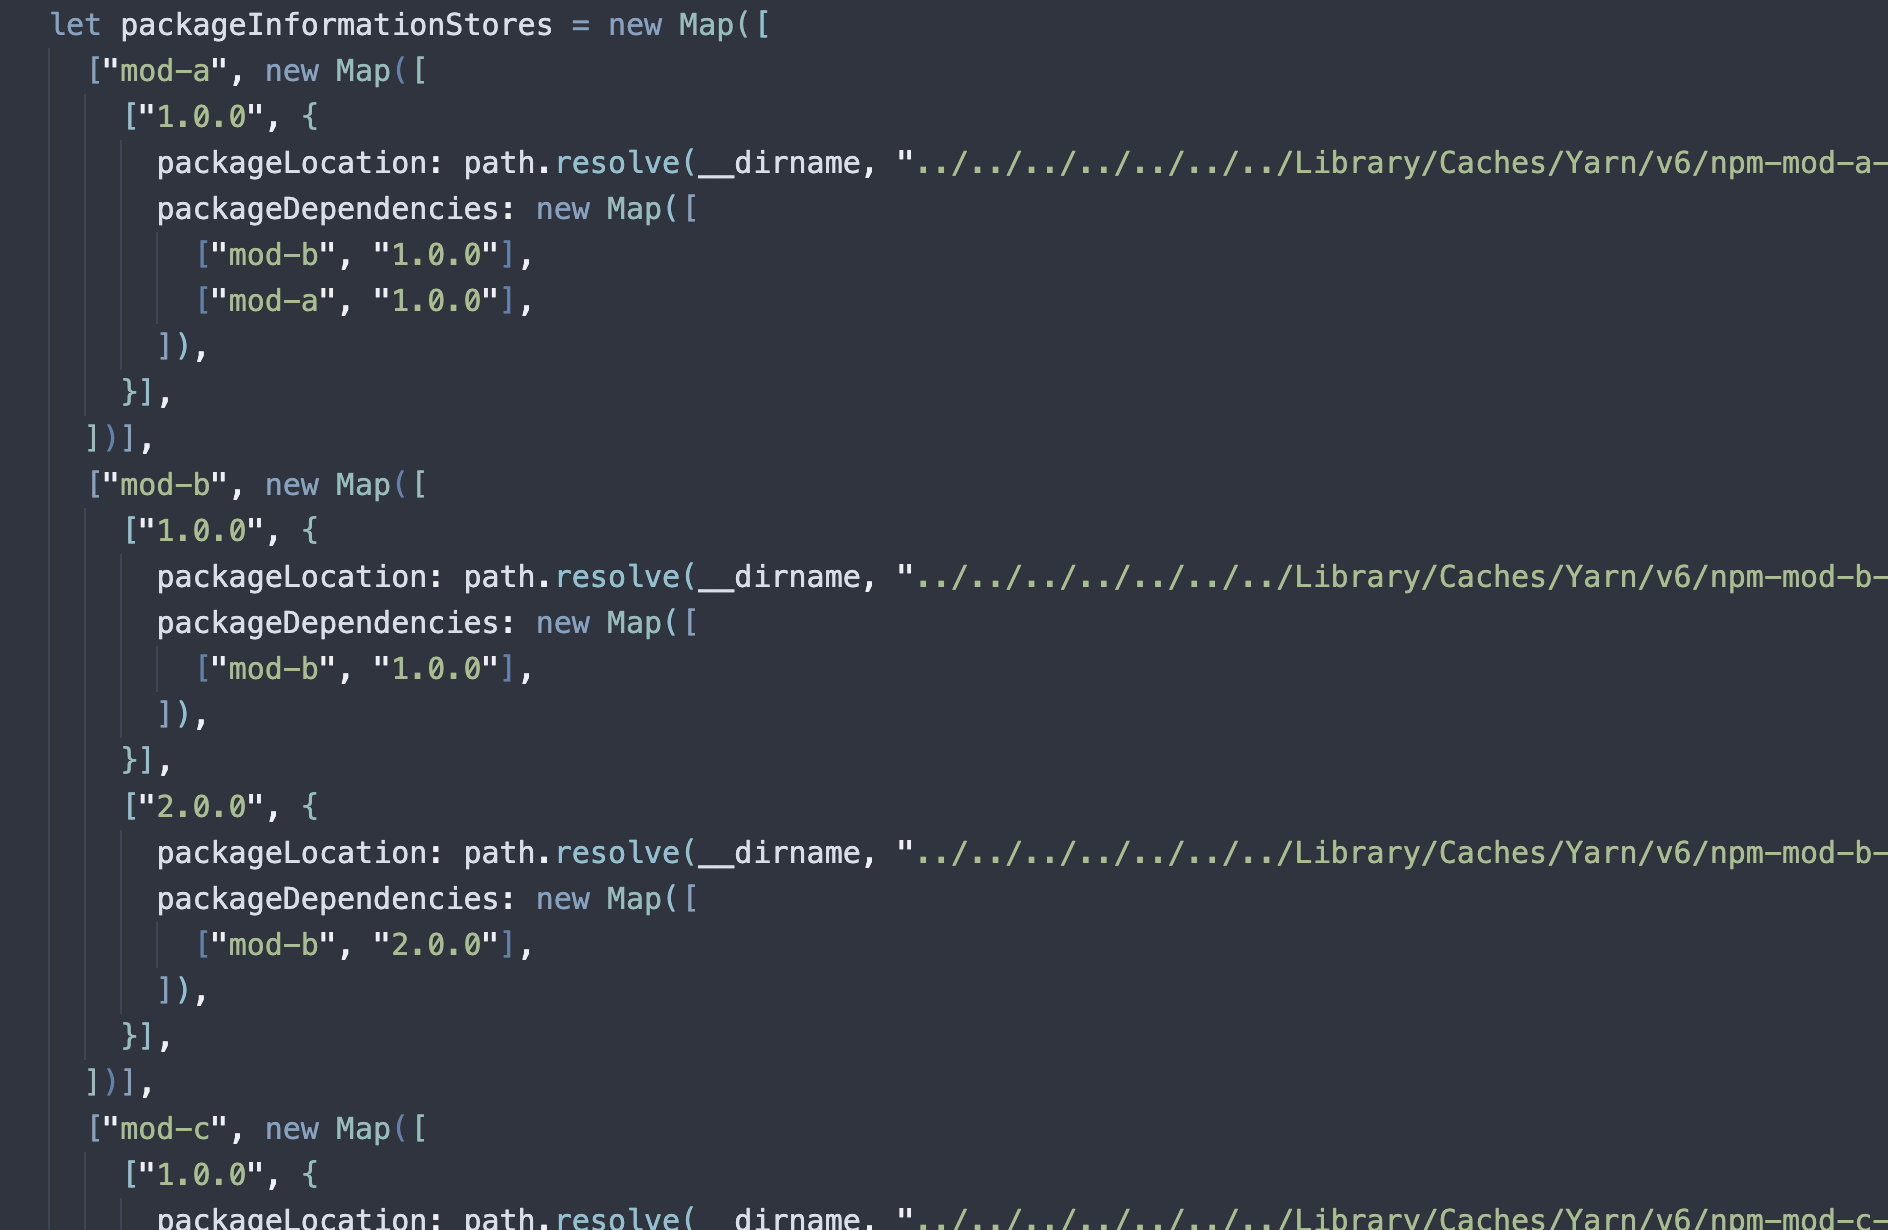 let packageInformationStores = new Map([
["mod-a", new Map([
["1.0.0", {
packageLocation: path.resolve(__dirname, "../../../../../../../Library/Caches/Yarn/v6/npm-mod-a-
packageDependencies: new Map([
["mod-b", "1.0.0"],
["mod-a", "1.0.0"],
]),
}],
])],
["mod-b", new Map([
["1.0.0", {
packageLocation: path.resolve(__dirname, "../../../../../../../Library/Caches/Yarn/v6/npm-mod-b-
packageDependencies: new Map([
["mod-b", "1.0.0"],
]),
}],
["2.0.0", {
packageLocation: path.resolve(__dirname, "../../../../../../../Library/Caches/Yarn/v6/npm-mod-b-
packageDependencies: new Map([
["mod-b", "2.0.0"],
]),
}],
])],
["mod-c", new Map([
["1.0.0", {
packageLocation: path.resolve(__dirname, "../../../../../../../Library/Caches/Yarn/v6/npm-mod-c-